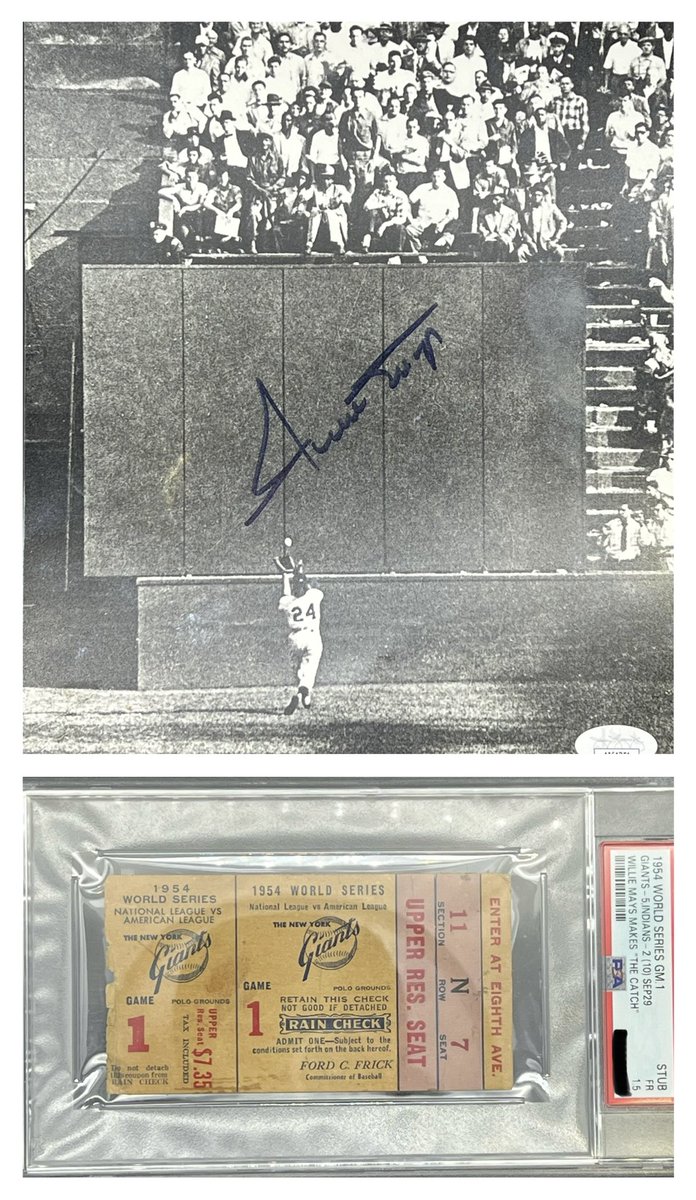 Willie Mays
24
1954
WORLD SERIES
NATIONAL LEAGUE VS
AMERICAN LEAGUE
THE NEW YORK
Giants
GAME
POLO GROUNDS
1
UPPER
Res. Seat $7.35
TAX INCLUDED
Do not detach
this coupon from
RAIN CHECK
1954 WORLD SERIES
National League vs American League
THE NEW YORK
Giants
GAME
POLO GROUNDS
1
RETAIN THIS CHECK
NOT GOOD IF DETACHED
RAIN CHECK
ADMIT ONE—Subject to the
conditions set forth on the back hereof.
FORD C. FRICK
Commissioner of Baseball
UPPER RES. SEAT
11 N 7
SECTION ROW SEAT
ENTER AT EIGHTH AVE.
1954 WORLD SERIES GM.1 STUB
GIANTS-5,INDIANS-2 (10) SEP29 FR
WILLIE MAYS MAKES "THE CATCH" 1.5
PSA